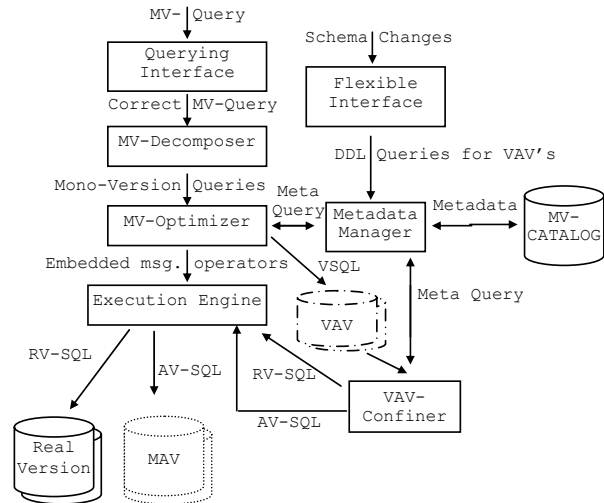 MV- Query
Querying
Interface
Schema
Changes
Flexible
Interface
Correct MV-Query
MV-Decomposer
DDL Queries for VAV's
Mono-Version Queries
Meta
Query
MV-Optimizer
Metadata
Manager
Metadata
MV-
CATALOG
Embedded msg. operators
VSQL
Execution Engine
VAV
Meta Query
RV-SQL
AV-SQL
RV-SQL
VAV-
Confiner
AV-SQL
Real
Version
MAV